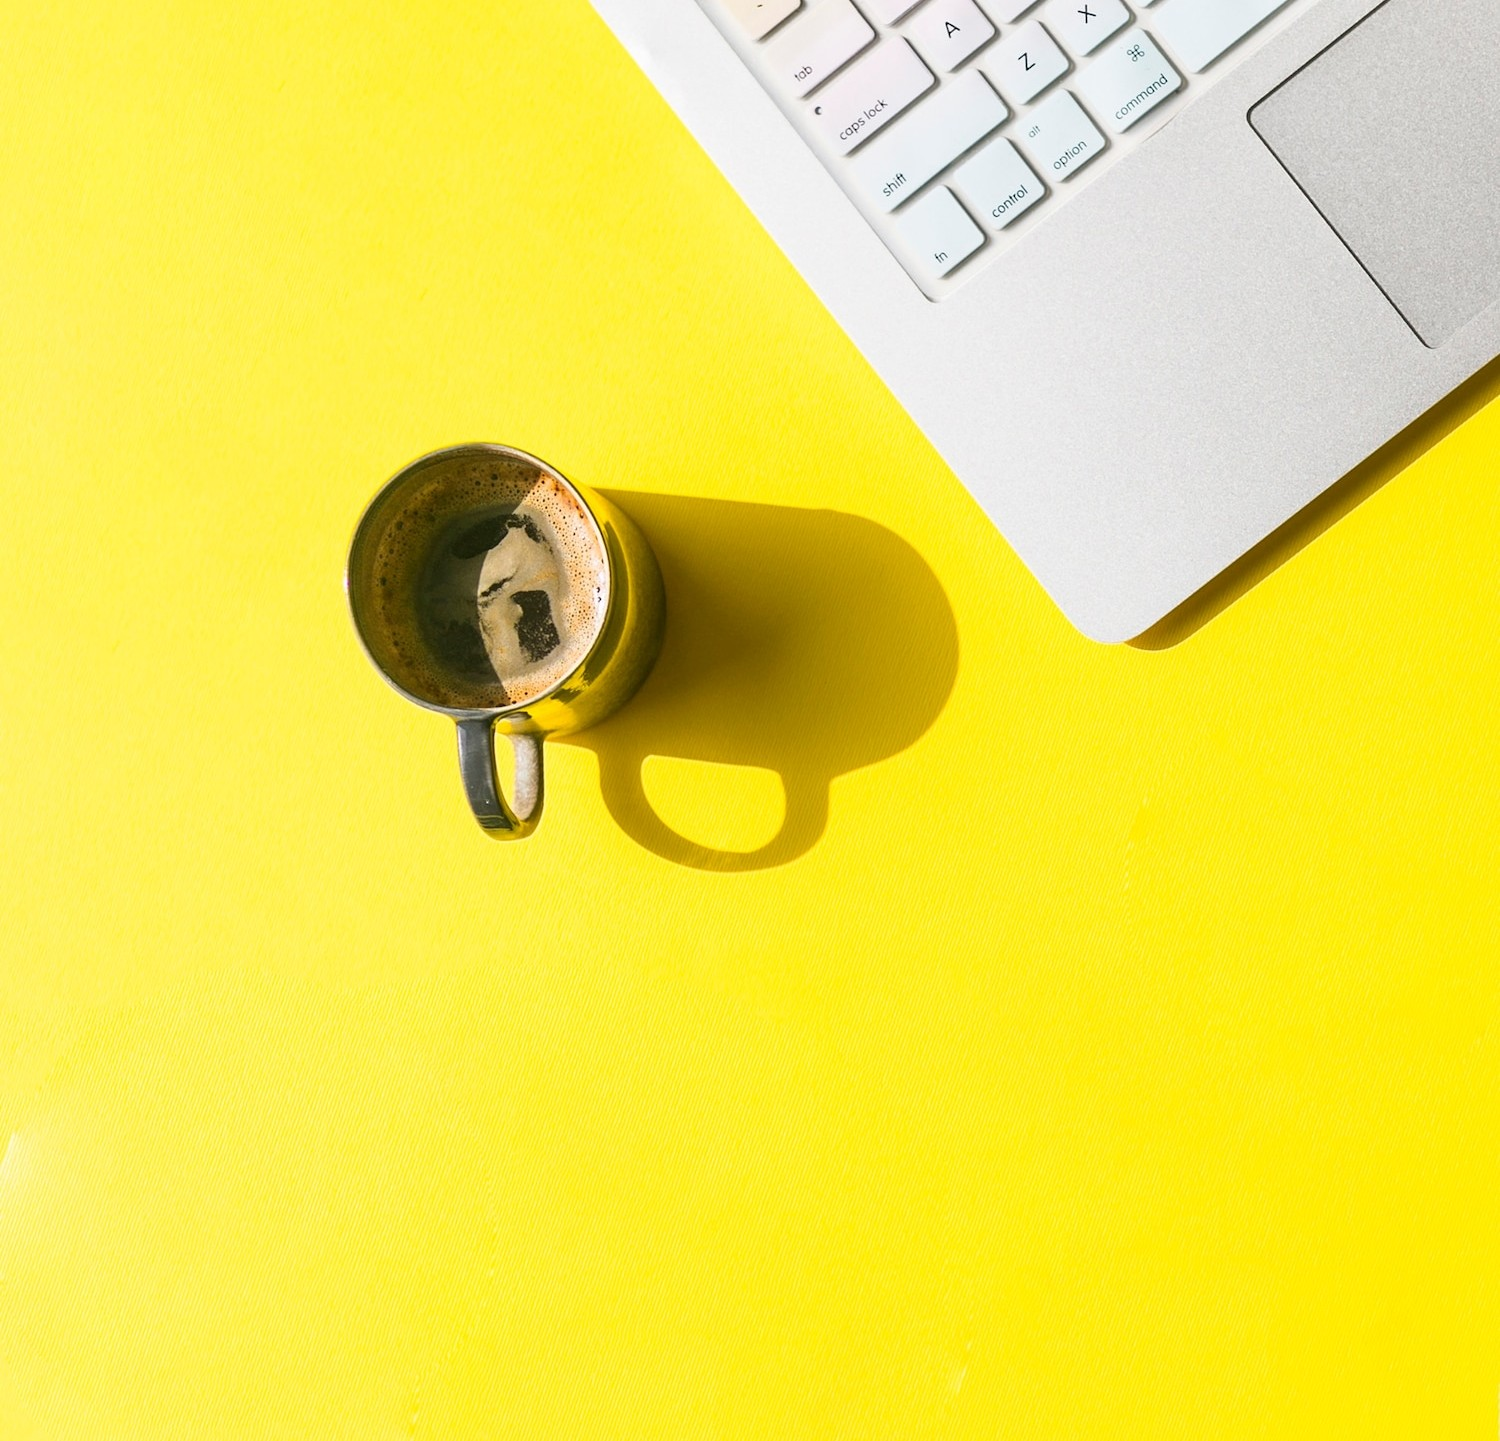 tab
A
caps lock
Z
X
shift
alt
option
⌘
command
control
fn